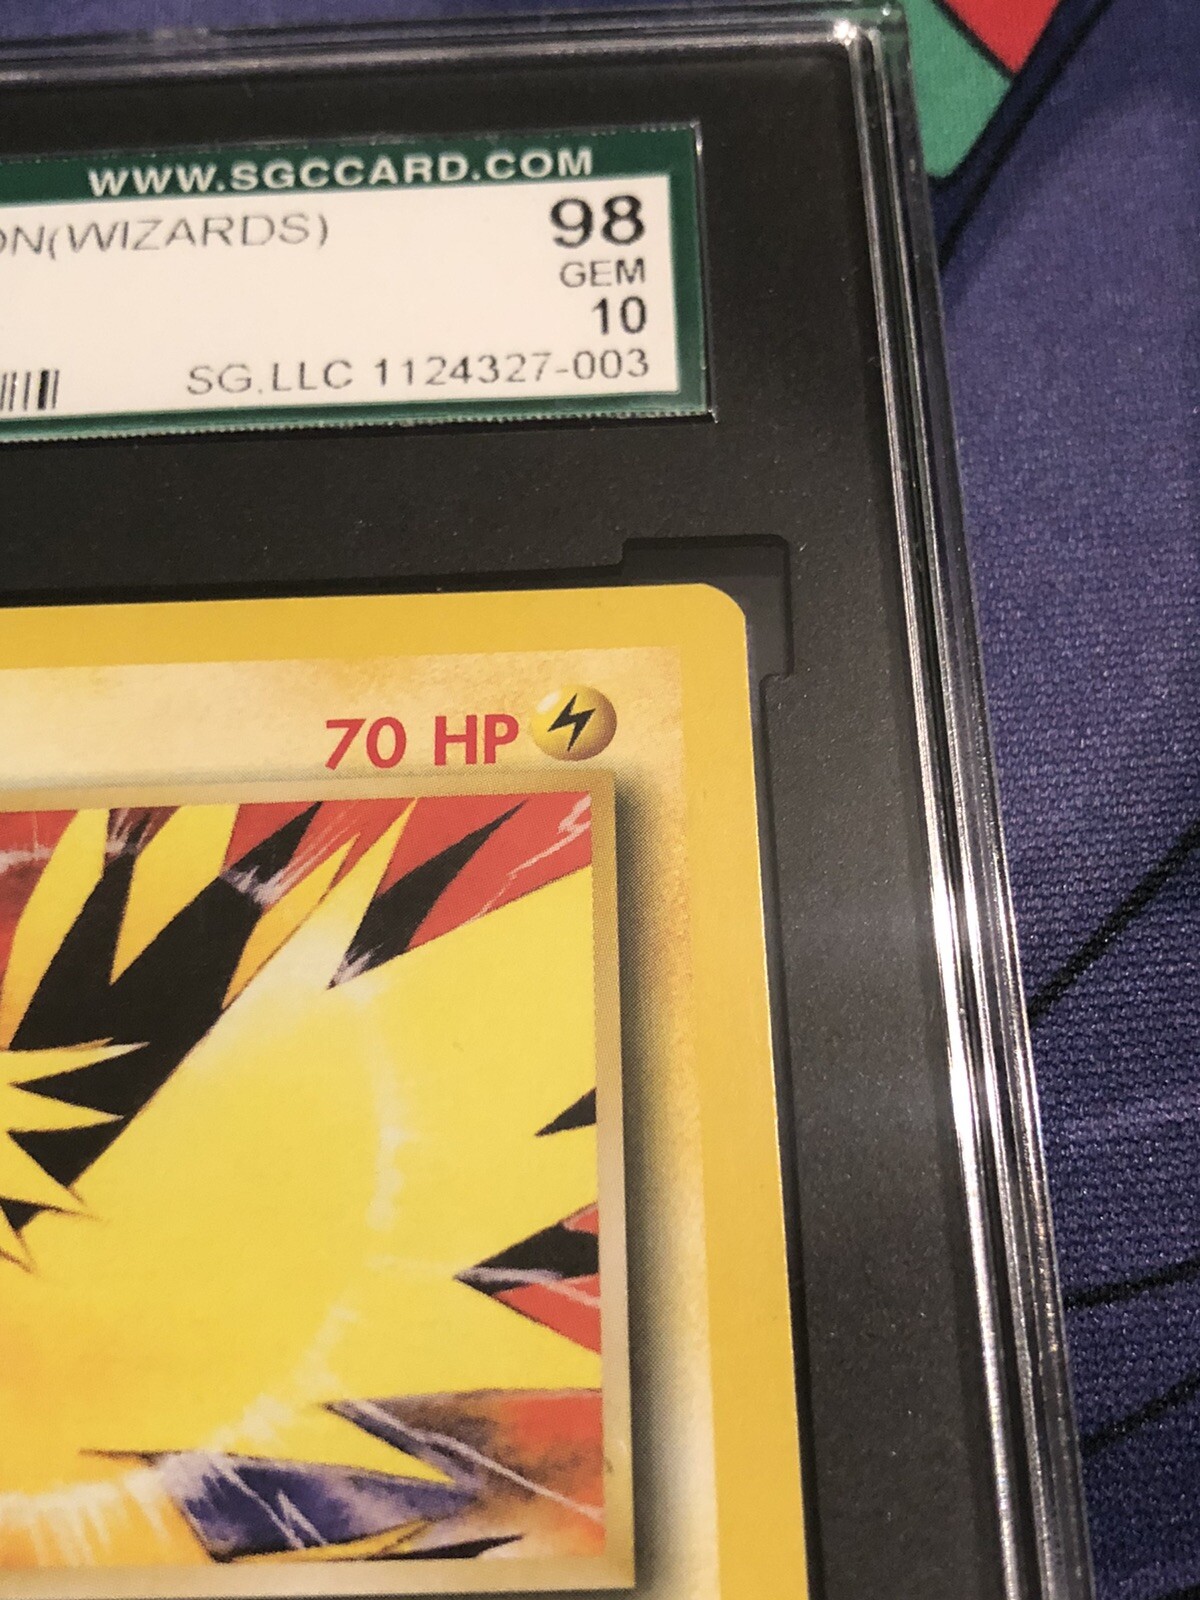 WWW.SGCCARD.COM
ON(WIZARDS)
98
GEM
10
SG,LLC 1124327-003
70 HP